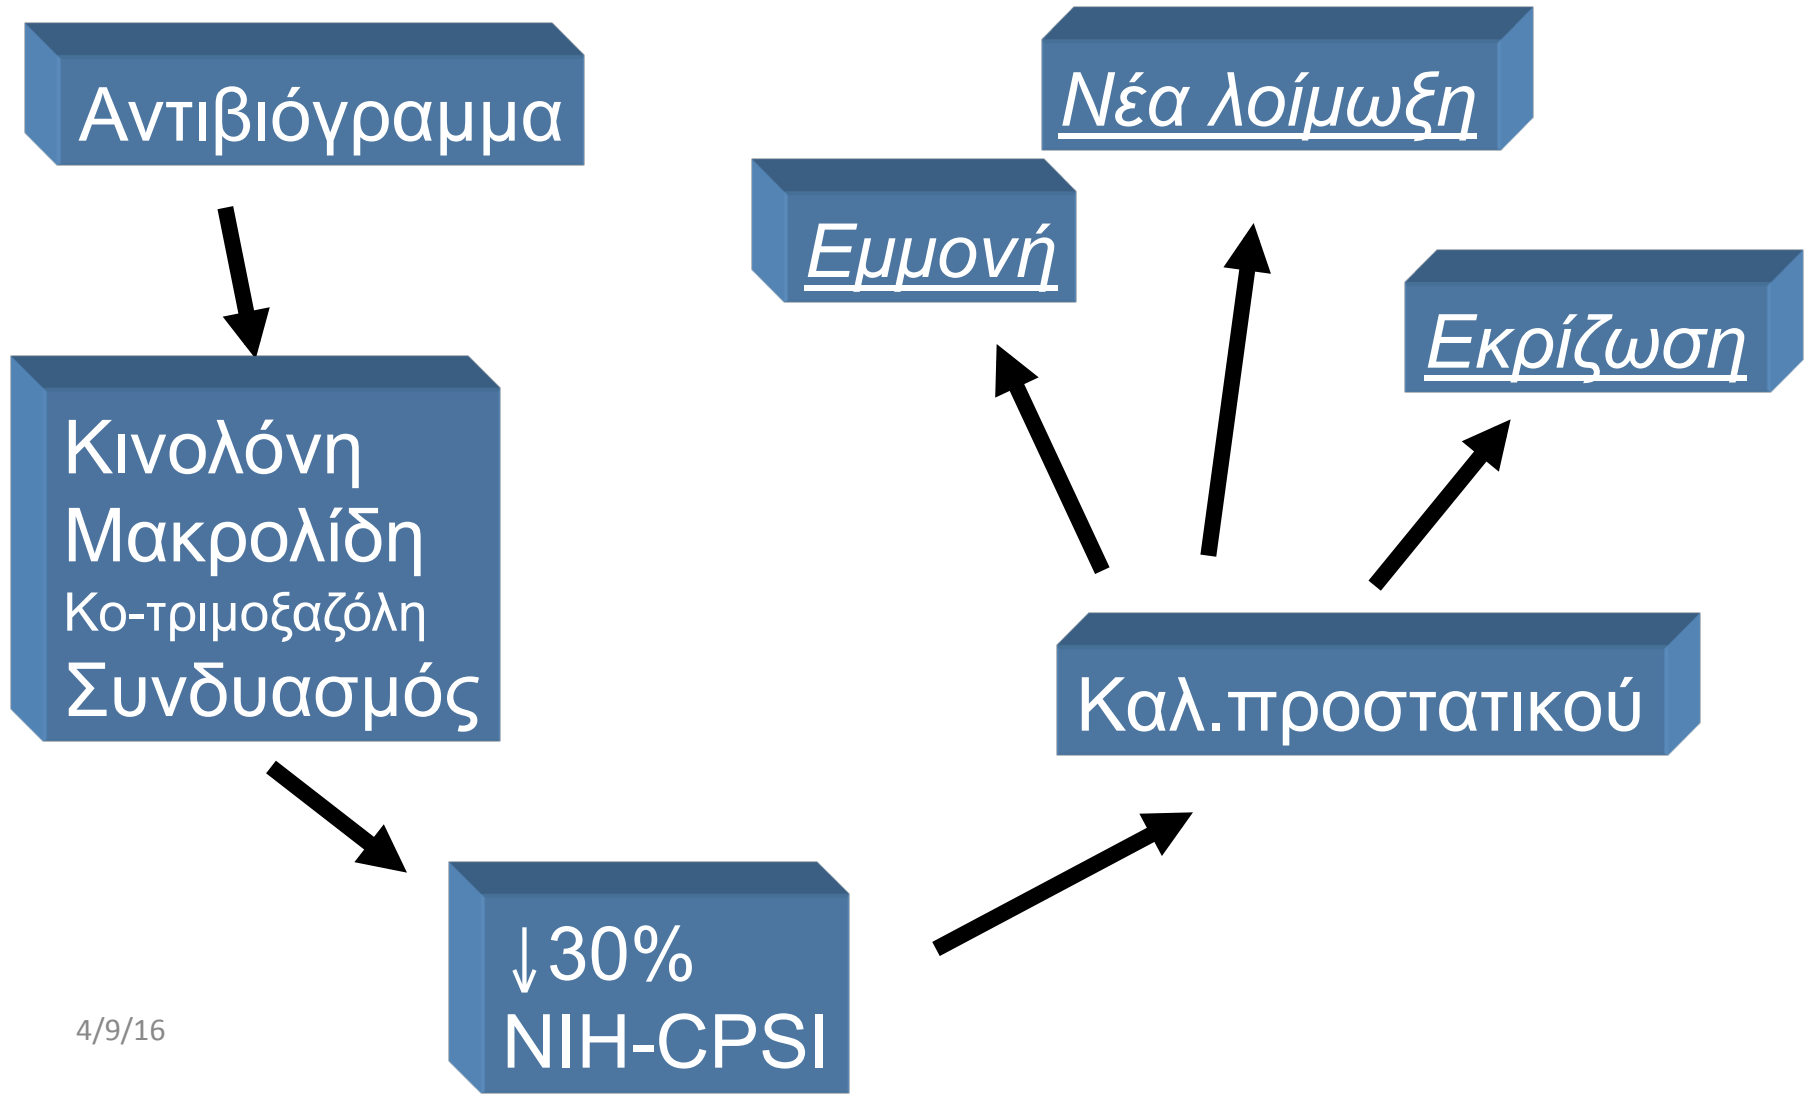 Αντιβιόγραμμα
Κινολόνη
Μακρολίδη
Κο-τριμοξαζόλη
Συνδυασμός
↓30%
NIH-CPSI
Καλ.προστατικού
Εμμονή
Νέα λοίμωξη
Εκρίζωση
4/9/16